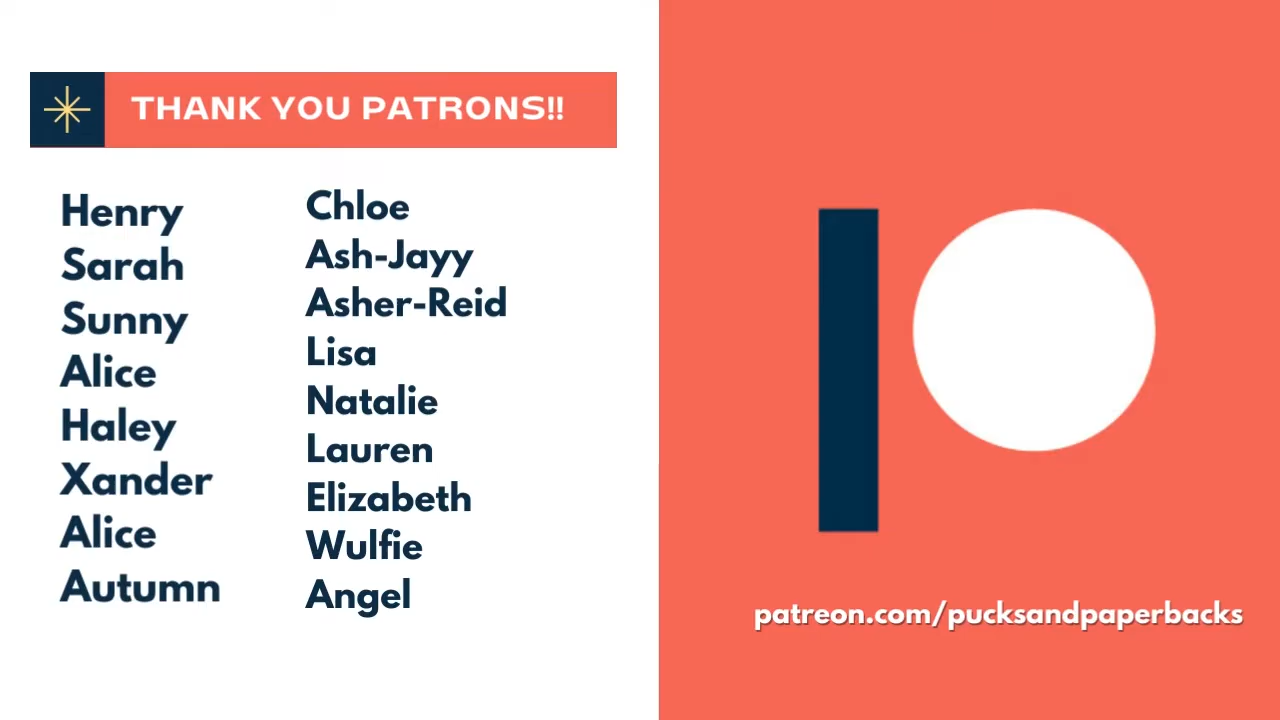 THANK YOU PATRONS!!
Henry
Sarah
Sunny
Alice
Haley
Xander
Alice
Autumn
Chloe
Ash-Jayy
Asher-Reid
Lisa
Natalie
Lauren
Elizabeth
Wulfie
Angel
patreon.com/pucksandpaperbacks